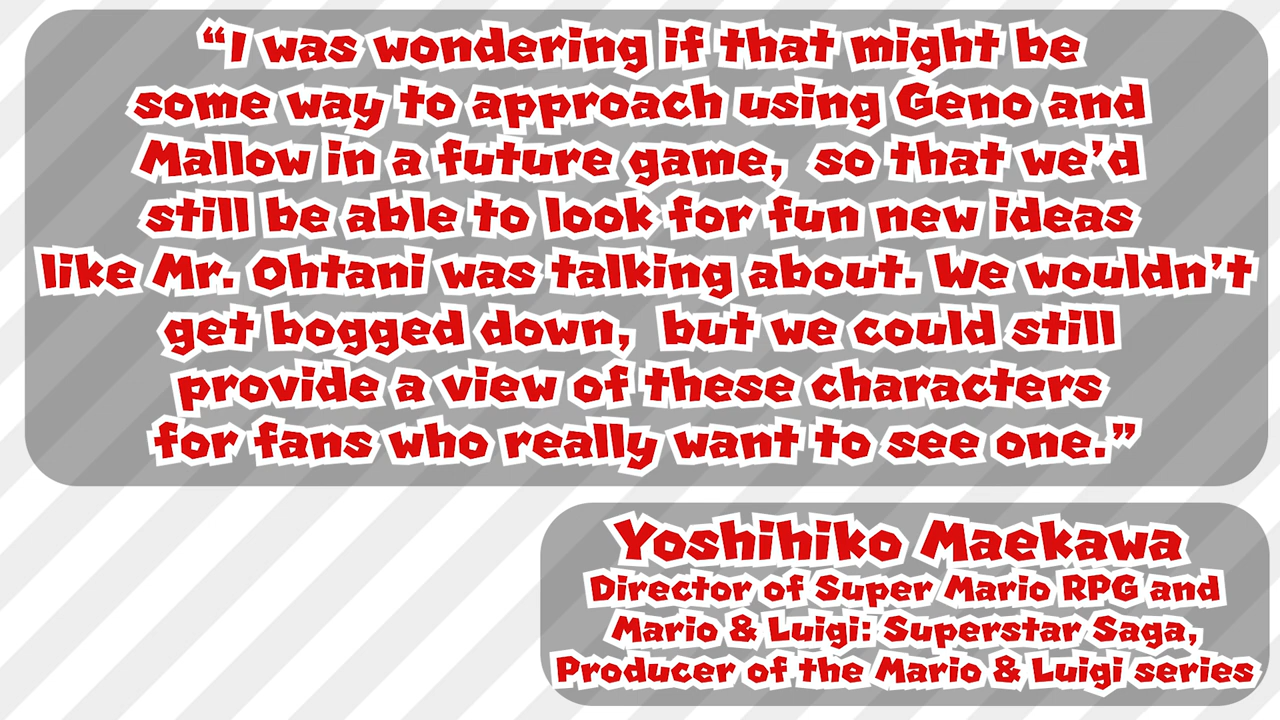 “I was wondering if that might be
some way to approach using Geno and
Mallow in a future game, so that we’d
still be able to look for fun new ideas
like Mr. Ohtani was talking about. We wouldn’t
get bogged down, but we could still
provide a view of these characters
for fans who really want to see one.”
Yoshihiko Maekawa
Director of Super Mario RPG and
Mario & Luigi: Superstar Saga,
Producer of the Mario & Luigi series